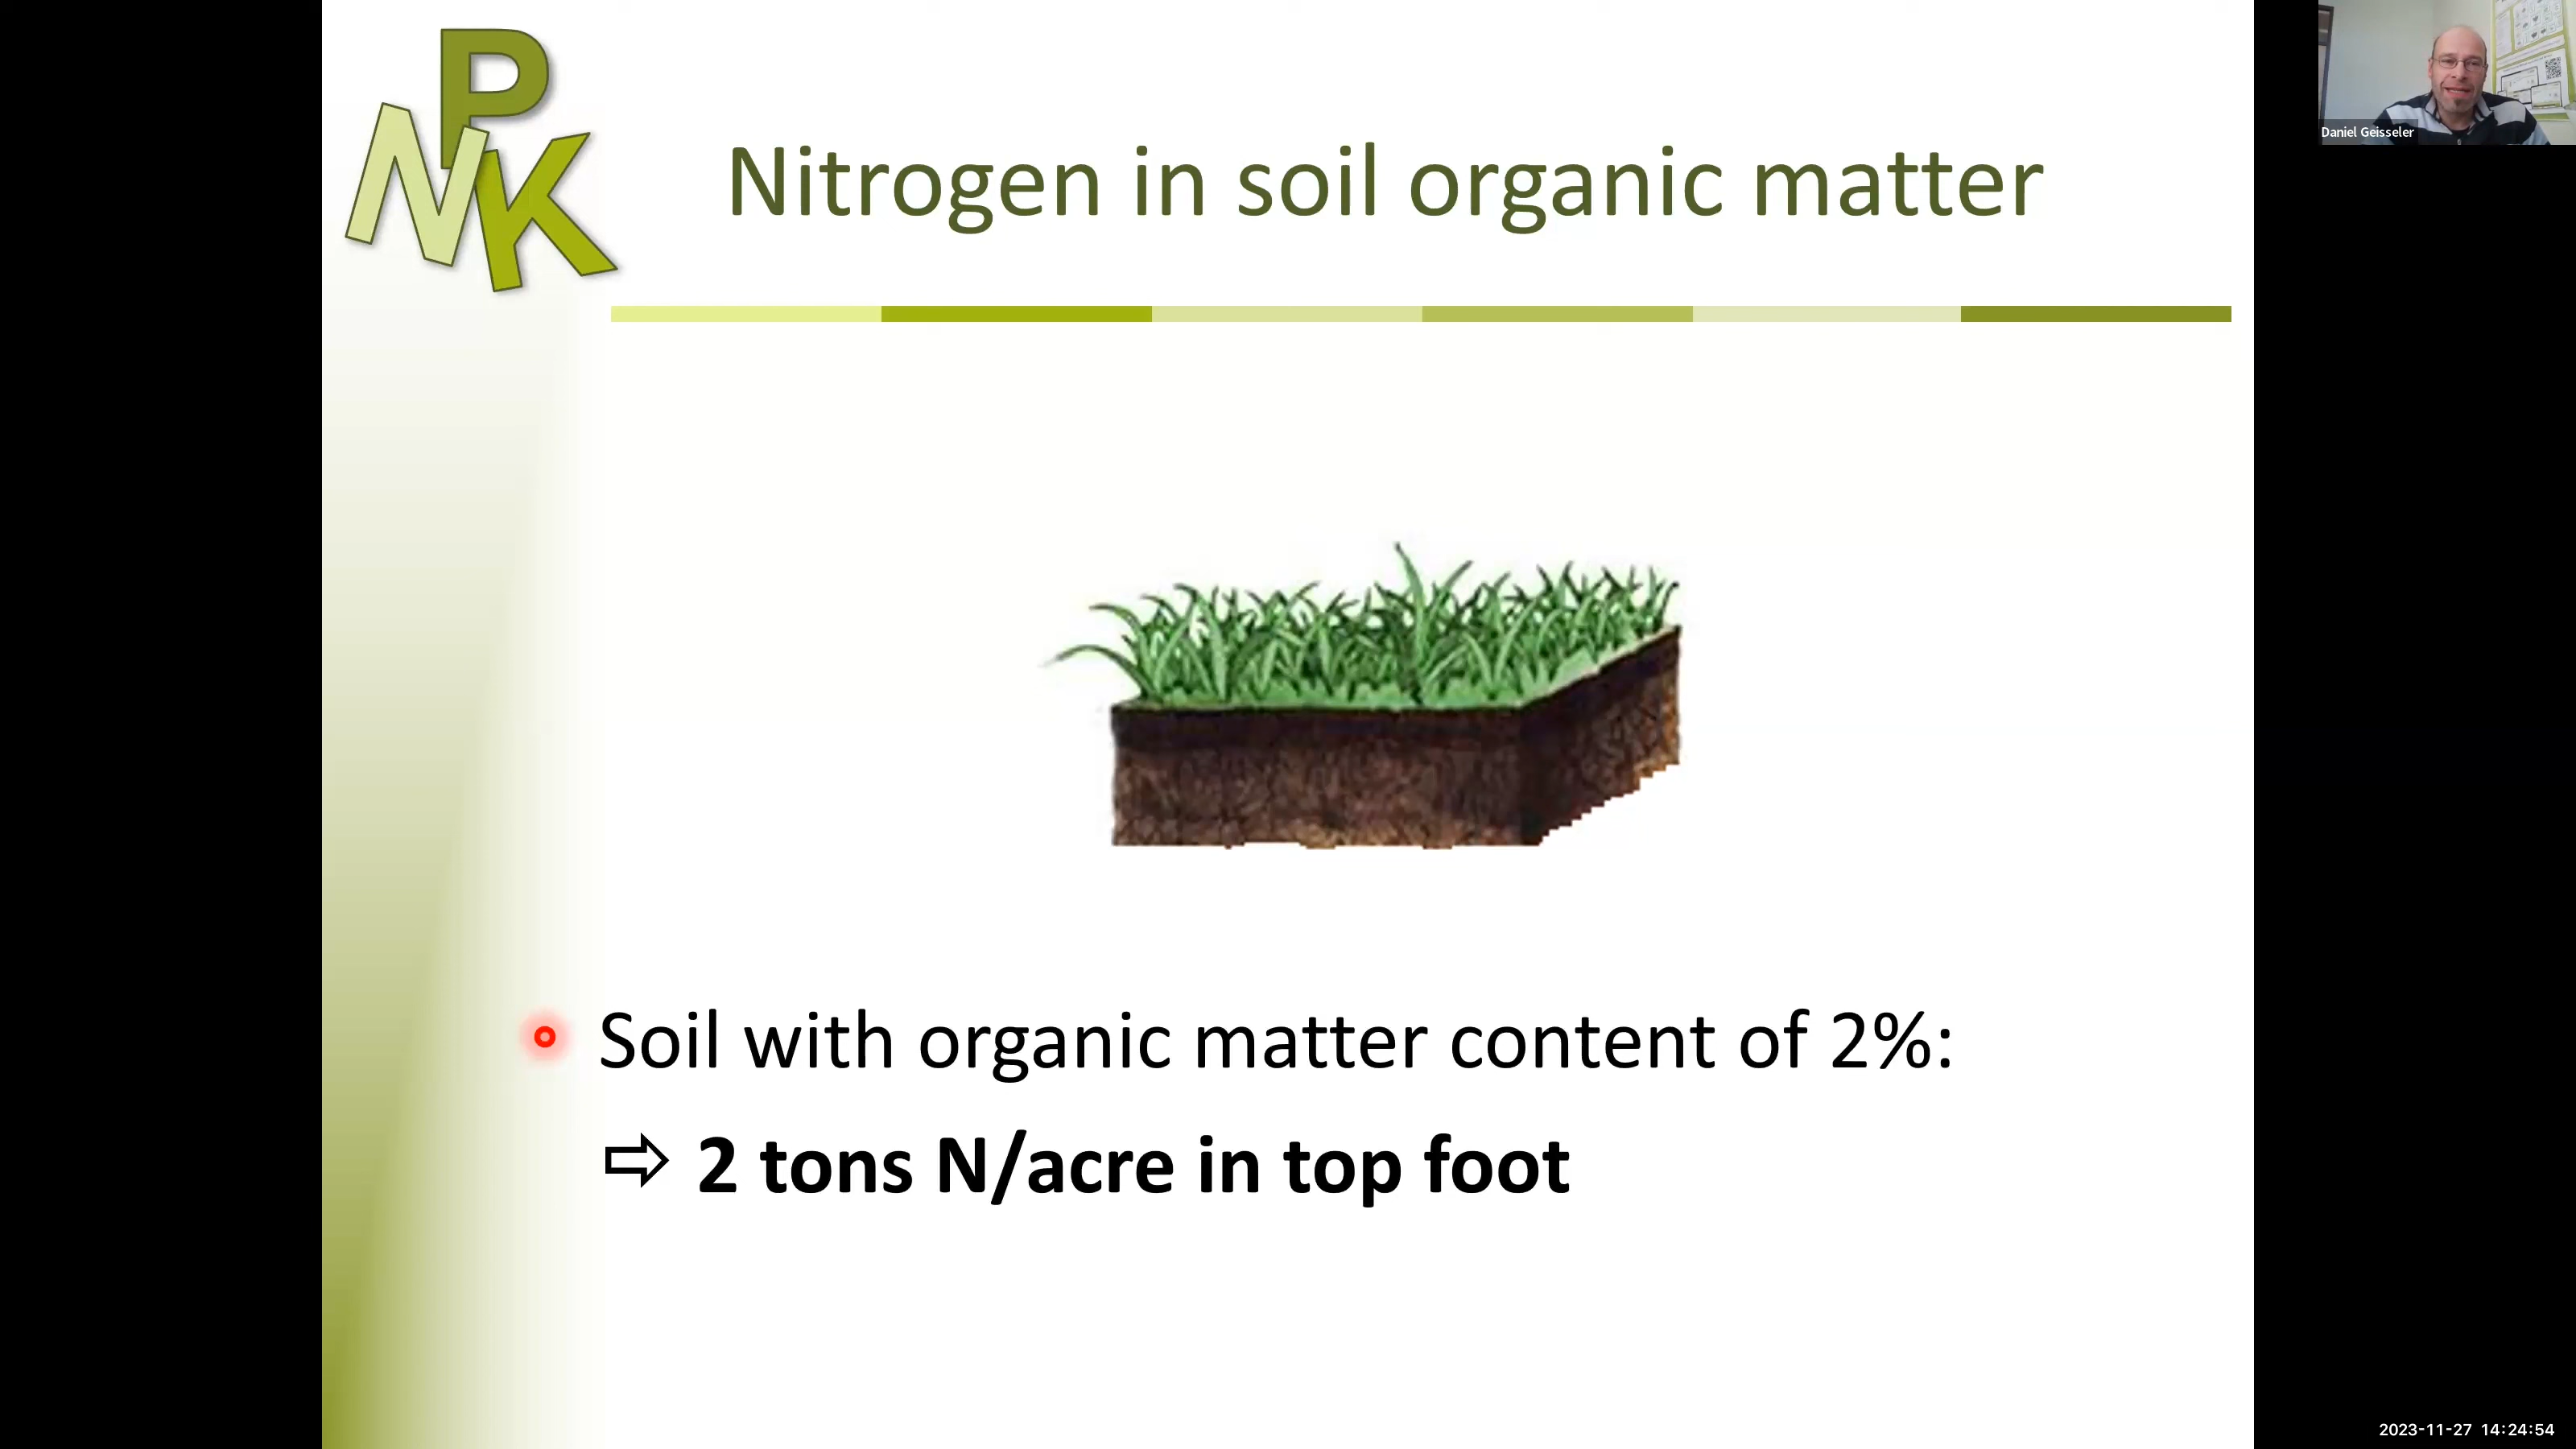 P
N
K
Nitrogen in soil organic matter
Daniel Geisseler
Soil with organic matter content of 2%:
⇨ 2 tons N/acre in top foot
2023-11-27 14:24:54